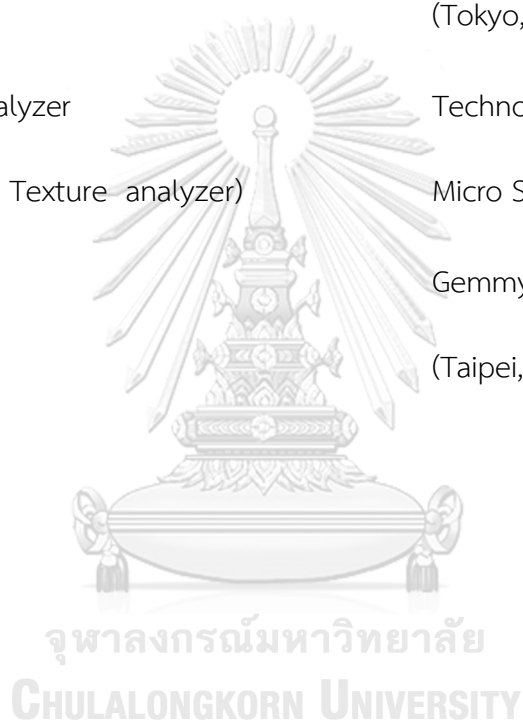 (Tokyo,
alyzer Techno
Texture analyzer) Micro S
Gemmy
(Taipei,
จุฬาลงกรณ์มหาวิทยาลัย
CHULALONGKORN UNIVERSITY